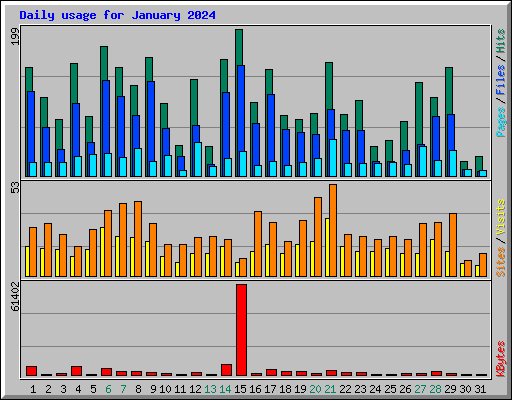 Daily usage for January 2024
199
Pages / Files / Hits
53
Sites / Visits
61402
KBytes
1 2 3 4 5 6 7 8 9 10 11 12 13 14 15 16 17 18 19 20 21 22 23 24 25 26 27 28 29 30 31